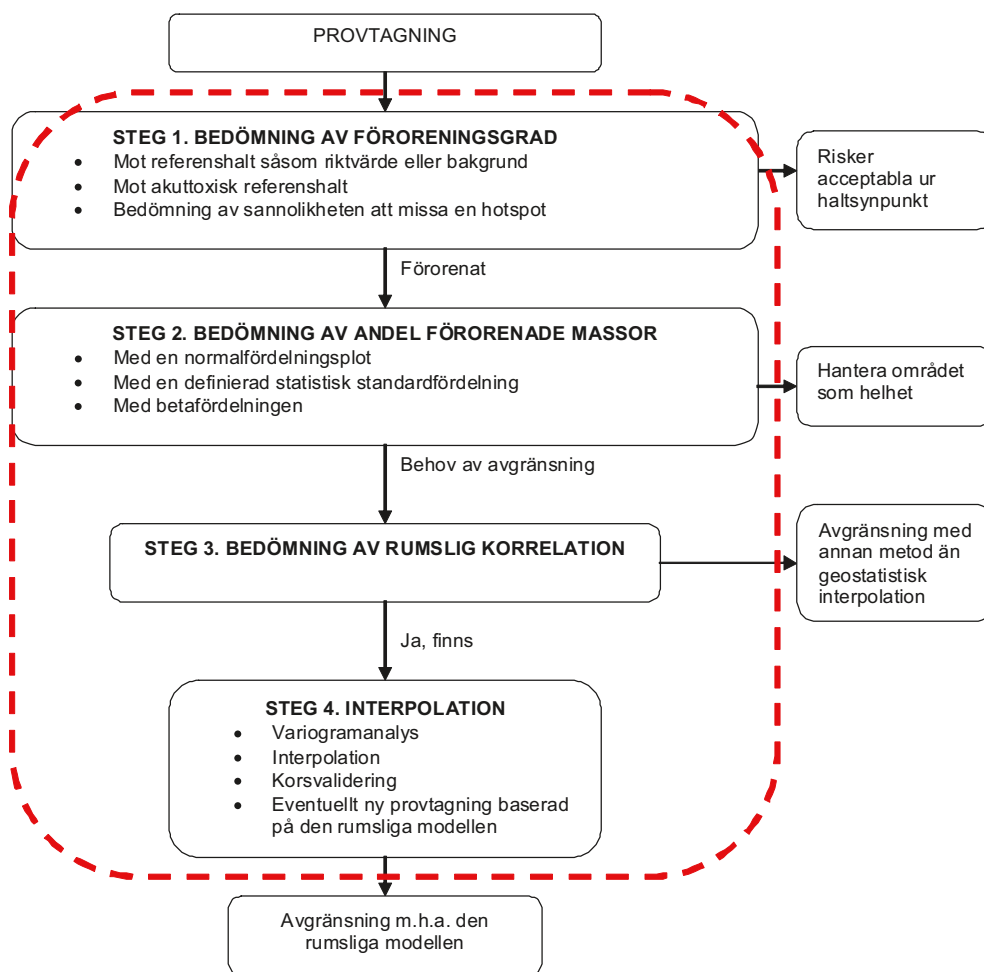 PROVTAGNING
STEG 1. BEDÖMNING AV FÖRORENINGSGRAD
• Mot referenshalt såsom riktvärde eller bakgrund
• Mot akuttoxisk referenshalt
• Bedömning av sannolikheten att missa en hotspot
Risker
acceptabla ur
haltsynpunkt
Förorenat
STEG 2. BEDÖMNING AV ANDEL FÖRORENADE MASSOR
• Med en normalfördelningsplot
• Med en definierad statistisk standardfördelning
• Med betafördelningen
Hantera området
som helhet
Behov av avgränsning
STEG 3. BEDÖMNING AV RUMSLIG KORRELATION
Avgränsning med
annan metod än
geostatistisk
interpolation
Ja, finns
STEG 4. INTERPOLATION
• Variogramanalys
• Interpolation
• Korsvalidering
• Eventuellt ny provtagning baserad
på den rumsliga modellen
Avgränsning m.h.a. den
rumsliga modellen